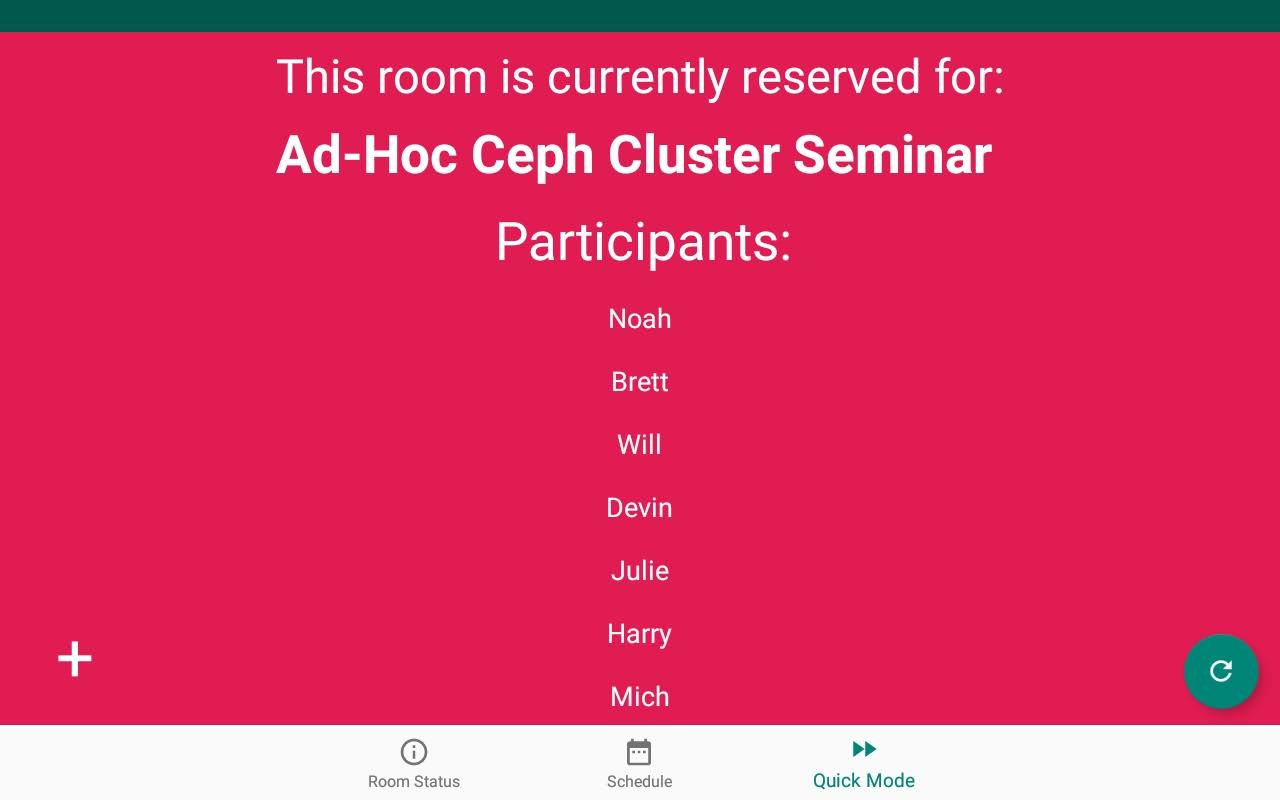 This room is currently reserved for:
Ad-Hoc Ceph Cluster Seminar
Participants:
Noah
Brett
Will
Devin
Julie
Harry
Mich
Room Status
Schedule
Quick Mode